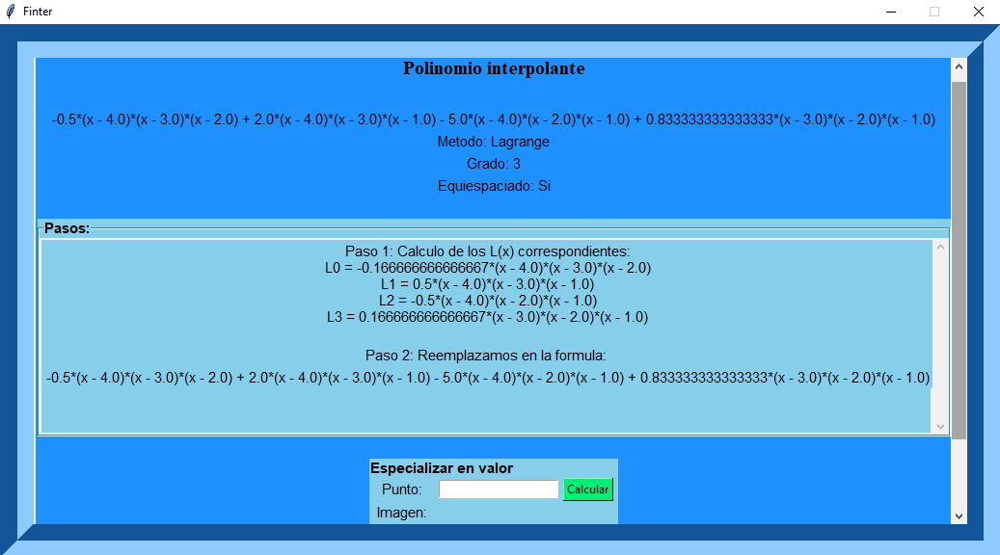 Finter
Polinomio interpolante
-0.5*(x - 4.0)*(x - 3.0)*(x - 2.0) + 2.0*(x - 4.0)*(x - 3.0)*(x - 1.0) - 5.0*(x - 4.0)*(x - 2.0)*(x - 1.0) + 0.833333333333333*(x - 3.0)*(x - 2.0)*(x - 1.0)
Metodo: Lagrange
Grado: 3
Equiespaciado: Si
Pasos:
Paso 1: Calculo de los L(x) correspondientes:
L0 = -0.166666666666667*(x - 4.0)*(x - 3.0)*(x - 2.0)
L1 = 0.5*(x - 4.0)*(x - 3.0)*(x - 1.0)
L2 = -0.5*(x - 4.0)*(x - 2.0)*(x - 1.0)
L3 = 0.166666666666667*(x - 3.0)*(x - 2.0)*(x - 1.0)
Paso 2: Reemplazamos en la formula:
-0.5*(x - 4.0)*(x - 3.0)*(x - 2.0) + 2.0*(x - 4.0)*(x - 3.0)*(x - 1.0) - 5.0*(x - 4.0)*(x - 2.0)*(x - 1.0) + 0.833333333333333*(x - 3.0)*(x - 2.0)*(x - 1.0)
Especializar en valor
Punto:
Calcular
Imagen: